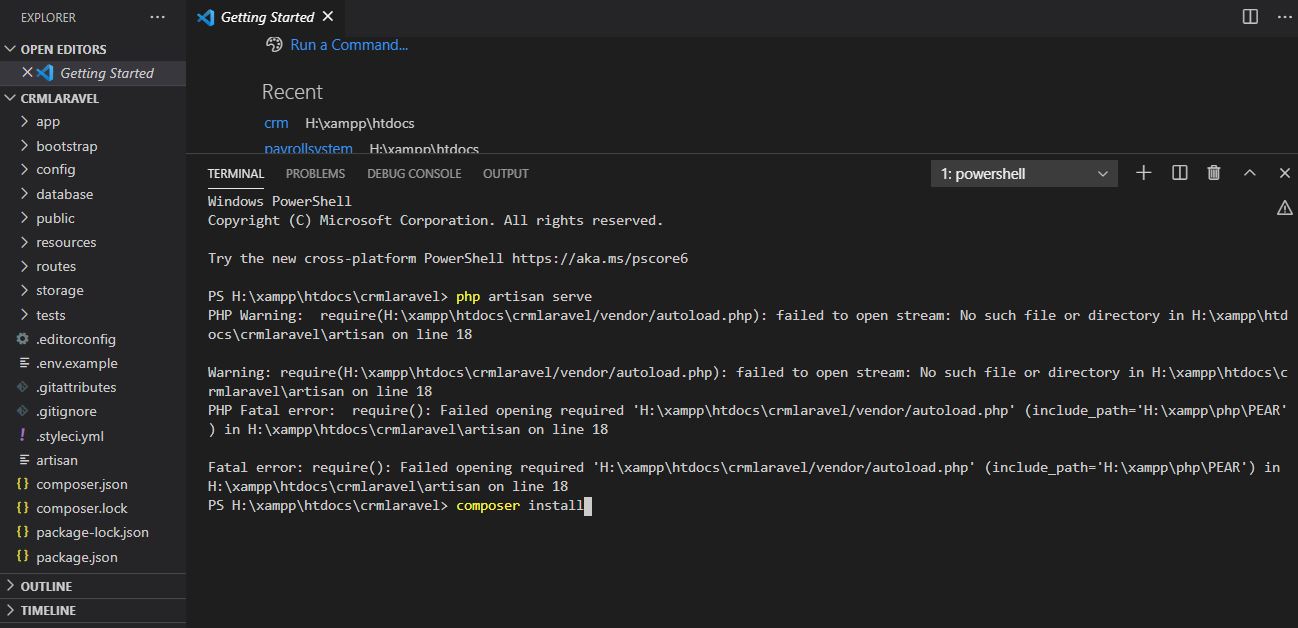 EXPLORER
OPEN EDITORS
Getting Started
CRMLARAVEL
app
bootstrap
config
database
public
resources
routes
storage
tests
.editorconfig
.env.example
.gitattributes
.gitignore
.styleci.yml
artisan
composer.json
composer.lock
package-lock.json
package.json
OUTLINE
TIMELINE
Getting Started
Run a Command...
Recent
crm H:\xampp\htdocs
payrollsystem H:\xampp\htdocs
TERMINAL PROBLEMS DEBUG CONSOLE OUTPUT
1: powershell
Windows PowerShell
Copyright (C) Microsoft Corporation. All rights reserved.
Try the new cross-platform PowerShell https://aka.ms/pscore6
PS H:\xampp\htdocs\crmlaravel> php artisan serve
PHP Warning:  require(H:\xampp\htdocs\crmlaravel/vendor/autoload.php): failed to open stream: No such file or directory in H:\xampp\htd
ocs\crmlaravel\artisan on line 18
Warning: require(H:\xampp\htdocs\crmlaravel/vendor/autoload.php): failed to open stream: No such file or directory in H:\xampp\htdocs\c
rmlaravel\artisan on line 18
PHP Fatal error:  require(): Failed opening required 'H:\xampp\htdocs\crmlaravel/vendor/autoload.php' (include_path='H:\xampp\php\PEAR'
) in H:\xampp\htdocs\crmlaravel\artisan on line 18
Fatal error: require(): Failed opening required 'H:\xampp\htdocs\crmlaravel/vendor/autoload.php' (include_path='H:\xampp\php\PEAR') in
H:\xampp\htdocs\crmlaravel\artisan on line 18
PS H:\xampp\htdocs\crmlaravel> composer install